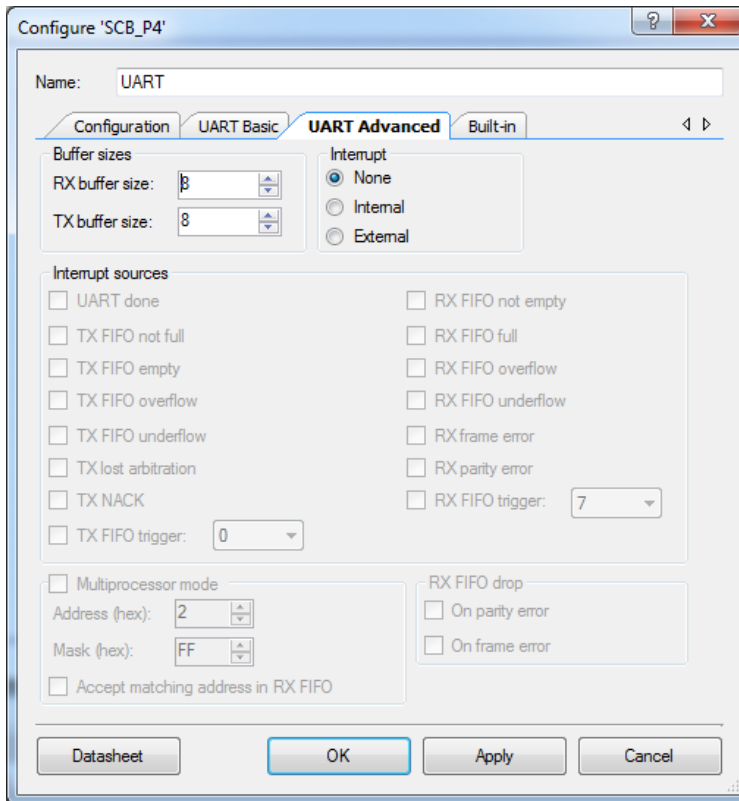 Configure 'SCB_P4'
Name: UART
Configuration UART Basic UART Advanced Built-in
Buffer sizes
RX buffer size: 8
TX buffer size: 8
Interrupt
None
Internal
External
Interrupt sources
UART done
TX FIFO not full
TX FIFO empty
TX FIFO overflow
TX FIFO underflow
TX lost arbitration
TX NACK
TX FIFO trigger: 0
RX FIFO not empty
RX FIFO full
RX FIFO overflow
RX FIFO underflow
RX frame error
RX parity error
RX FIFO trigger: 7
Multiprocessor mode
Address (hex): 2
Mask (hex): FF
Accept matching address in RX FIFO
RX FIFO drop
On parity error
On frame error
Datasheet OK Apply Cancel